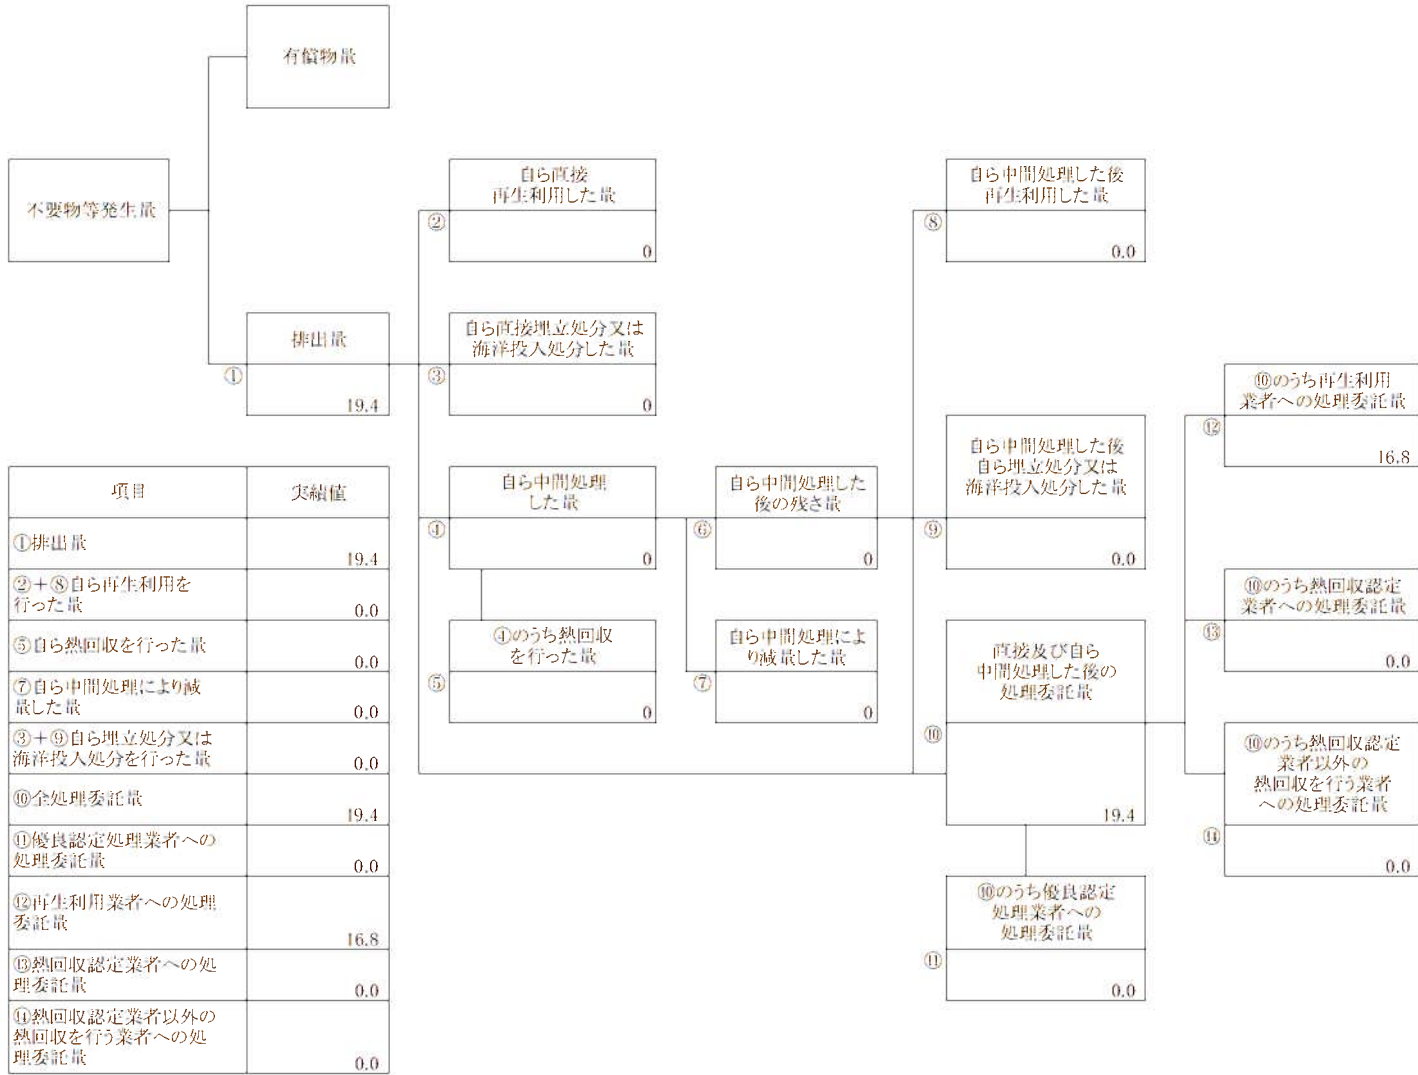 有償物量
不要物等発生量
排出量
①
19.4
自ら直接
再生利用した量
②
0
自ら直接埋立処分又は
海洋投入処分した量
③
0
自ら中間処理
した量
④
0
④のうち熱回収
を行った量
⑤
0
自ら中間処理した
後の残さ量
⑥
0
自ら中間処理によ
り減量した量
⑦
0
自ら中間処理した後
再生利用した量
⑧
0.0
自ら中間処理した後
自ら埋立処分又は
海洋投入処分した量
⑨
0.0
直接及び自ら
中間処理した後の
処理委託量
⑩
19.4
⑩のうち優良認定
処理業者への
処理委託量
⑪
0.0
⑩のうち再生利用
業者への処理委託量
⑫
16.8
⑩のうち熱回収認定
業者への処理委託量
⑬
0.0
⑩のうち熱回収認定
業者以外の
熱回収を行う業者
への処理委託量
⑭
0.0
項目 実績値
①排出量
19.4
②+⑧自ら再生利用を
行った量
0.0
⑤自ら熱回収を行った量
0.0
⑦自ら中間処理により減
量した量
0.0
③+⑨自ら埋立処分又は
海洋投入処分を行った量
0.0
⑩全処理委託量
19.4
⑪優良認定処理業者への
処理委託量
0.0
⑫再生利用業者への処理
委託量
16.8
⑬熱回収認定業者への処
理委託量
0.0
⑭熱回収認定業者以外の
熱回収を行う業者への処
理委託量
0.0